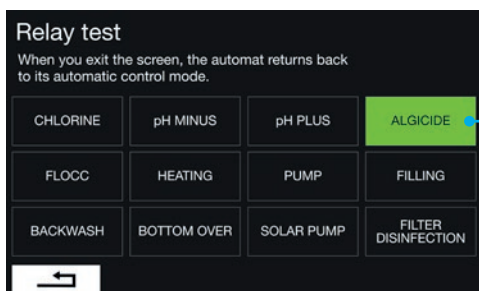 Relay test
When you exit the screen, the automat returns back
to its automatic control mode.
CHLORINE
pH MINUS
pH PLUS
ALGICIDE
FLOCC
HEATING
PUMP
FILLING
BACKWASH
BOTTOM OVER
SOLAR PUMP
FILTER
DISINFECTION